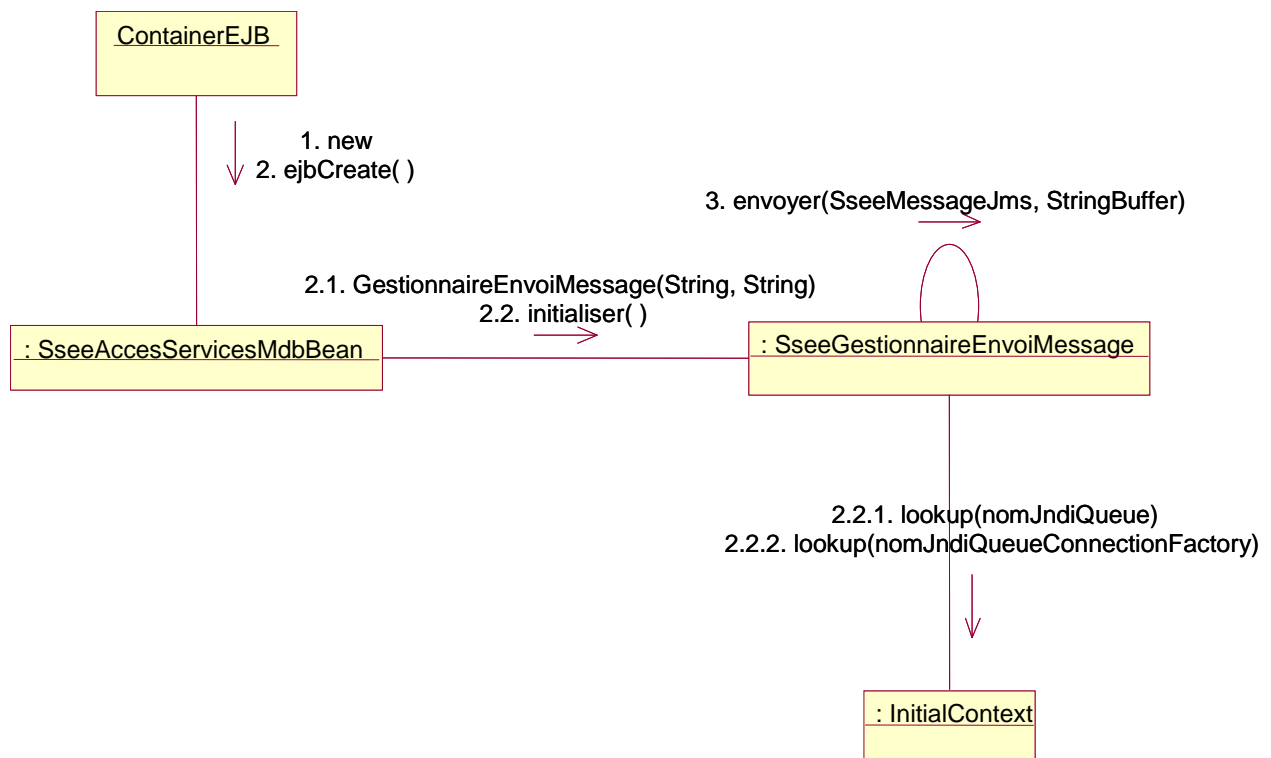 ContainerEJB
1. new
2. ejbCreate( )
3. envoyer(SseeMessageJms, StringBuffer)
2.1. GestionnaireEnvoiMessage(String, String)
2.2. initialiser( )
: SseeAccesServicesMdbBean
: SseeGestionnaireEnvoiMessage
2.2.1. lookup(nomJndiQueue)
2.2.2. lookup(nomJndiQueueConnectionFactory)
: InitialContext